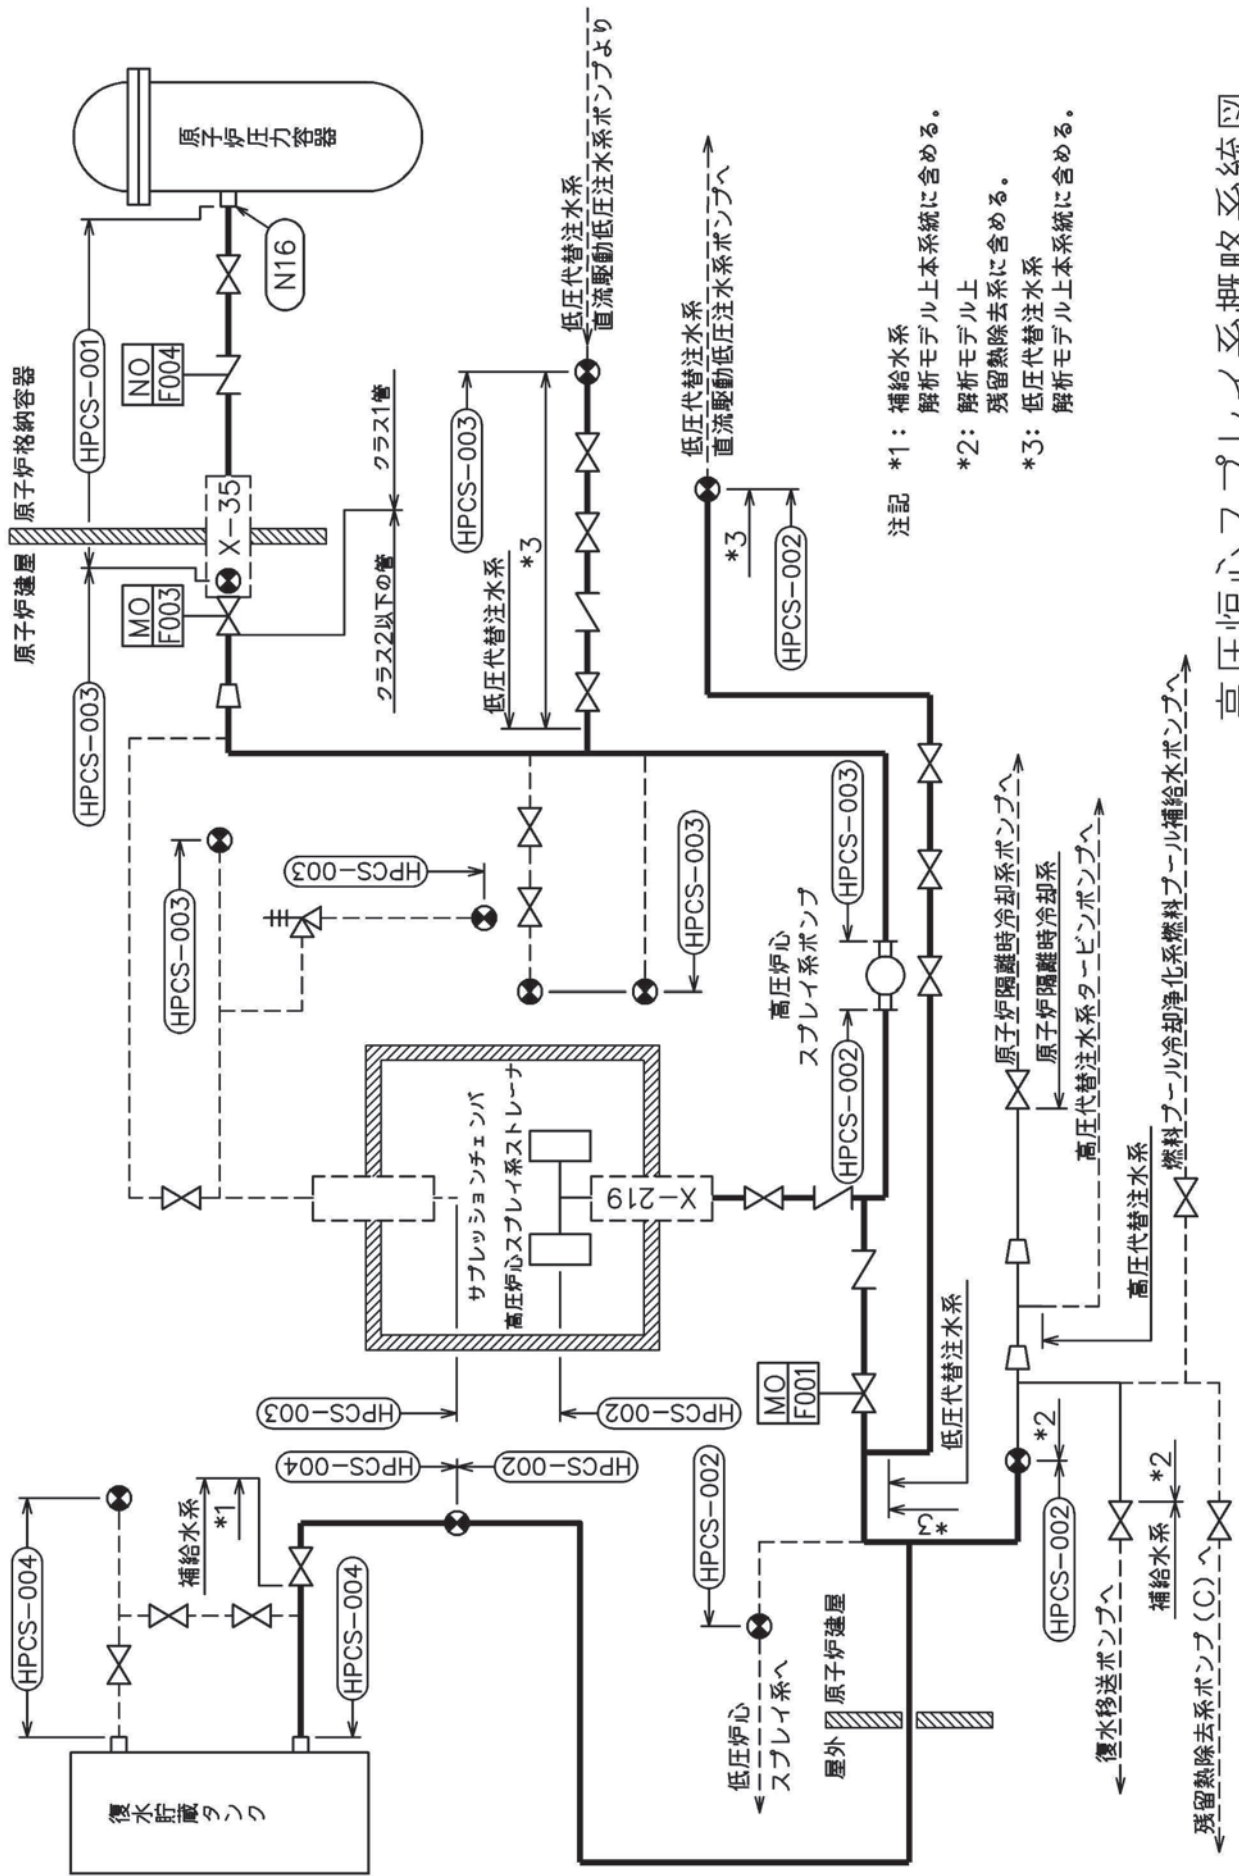 復水貯蔵
タンク
HPCS-004
HPCS-004
補給水系
*1
HPCS-004
HPCS-002
HPCS-003
HPCS-002
サプレッションチェンバ
高圧炉心スプレイ系ストレーナ
X-219
HPCS-003
HPCS-003
HPCS-003
原子炉建屋
原子炉格納容器
HPCS-003
HPCS-001
MO
F003
NO
F004
X-35
N16
原子炉圧力容器
クラス2以下の管
クラス1管
低圧代替注水系
*3
HPCS-003
低圧代替注水系
直流駆動低圧注水系ポンプより
低圧代替注水系
直流駆動低圧注水系ポンプへ
*3
HPCS-002
高圧炉心
スプレイ系ポンプ
HPCS-002
HPCS-003
MO
F001
低圧代替注水系
*3
HPCS-002
低圧炉心
スプレイ系へ
屋外
原子炉建屋
HPCS-002
*2
補給水系
*2
復水移送ポンプへ
残留熱除去系ポンプ(C)へ
高圧代替注水系
原子炉隔離時冷却系ポンプへ
原子炉隔離時冷却系
高圧代替注水系タービンポンプへ
燃料プール冷却浄化系燃料プール補給水ポンプへ
注記
*1: 補給水系
解析モデル上本系統に含める。
*2: 解析モデル上
残留熱除去系に含める。
*3: 低圧代替注水系
解析モデル上本系統に含める。
高圧炉心スプレイ系概略系統図